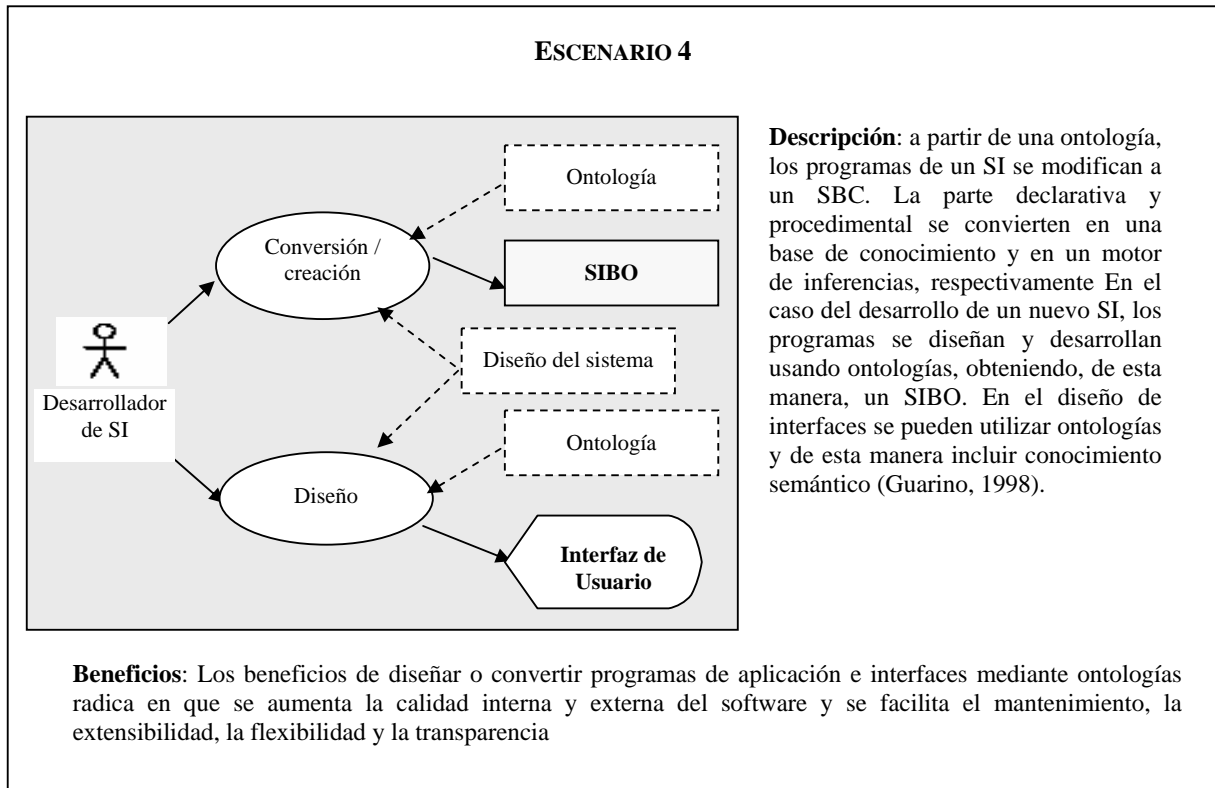 ESCENARIO 4
Ontología
Conversión /
creación
SIBO
Diseño del sistema
Desarrollador
de SI
Ontología
Diseño
Interfaz de
Usuario
Descripción: a partir de una ontología,
los programas de un SI se modifican a
un SBC. La parte declarativa y
procedimental se convierten en una
base de conocimiento y en un motor
de inferencias, respectivamente En el
caso del desarrollo de un nuevo SI, los
programas se diseñan y desarrollan
usando ontologías, obteniendo, de esta
manera, un SIBO. En el diseño de
interfaces se pueden utilizar ontologías
y de esta manera incluir conocimiento
semántico (Guarino, 1998).
Beneficios: Los beneficios de diseñar o convertir programas de aplicación e interfaces mediante ontologías
radica en que se aumenta la calidad interna y externa del software y se facilita el mantenimiento, la
extensibilidad, la flexibilidad y la transparencia